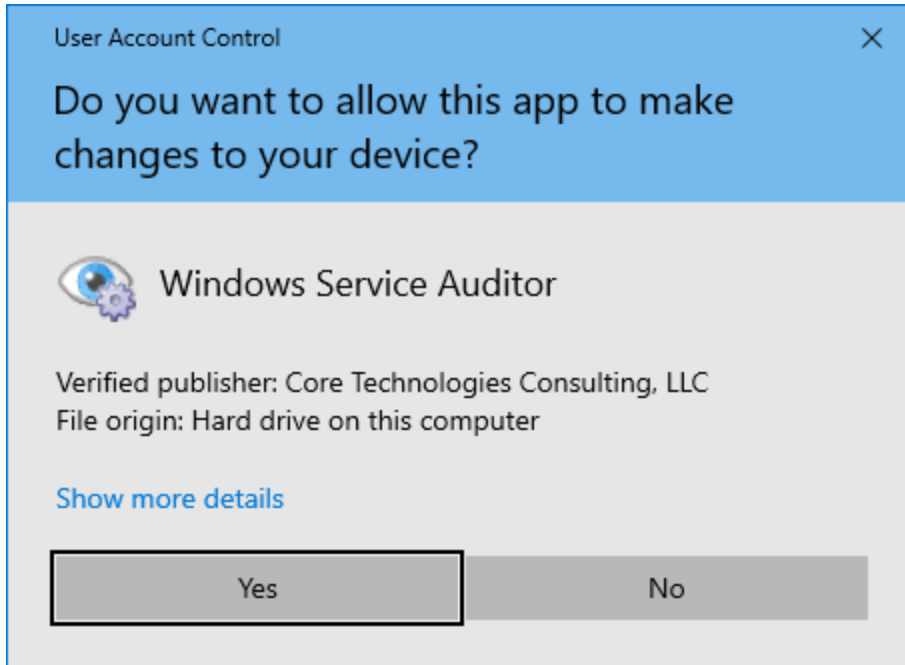 User Account Control
Do you want to allow this app to make
changes to your device?
Windows Service Auditor
Verified publisher: Core Technologies Consulting, LLC
File origin: Hard drive on this computer
Show more details
Yes
No